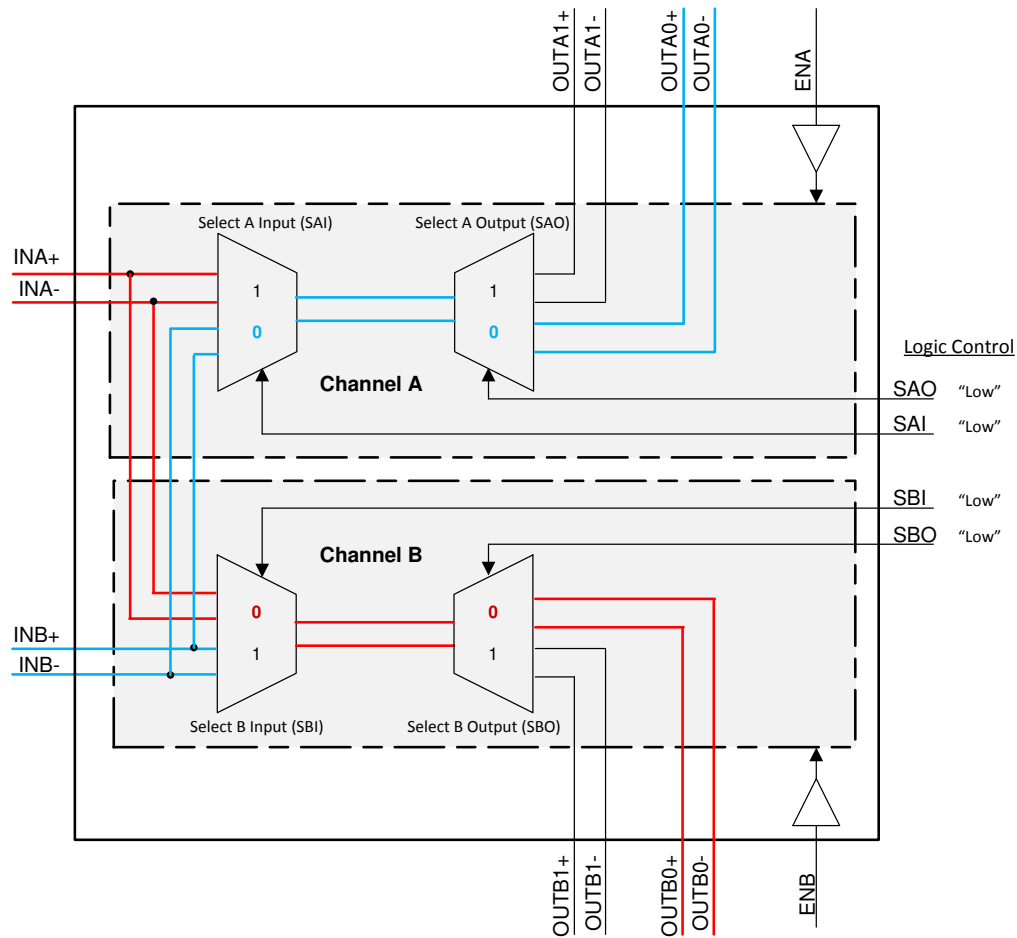 OUTA1+
OUTA1-
OUTA0+
OUTA0-
ENA
Select A Input (SAI)
Select A Output (SAO)
INA+
INA-
1
0
1
0
Channel A
Logic Control
SAO “Low”
SAI “Low”
SBI “Low”
SBO “Low”
Channel B
0
1
0
1
INB+
INB-
Select B Input (SBI)
Select B Output (SBO)
OUTB1+
OUTB1-
OUTB0+
OUTB0-
ENB